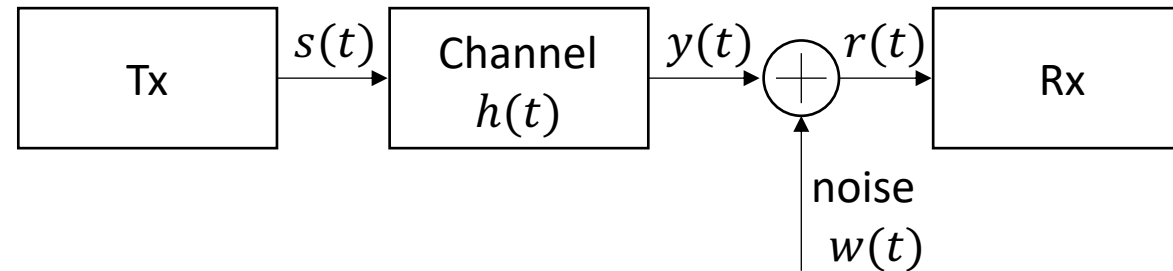 Tx
s(t)
Channel
h(t)
y(t)
r(t)
Rx
noise
w(t)